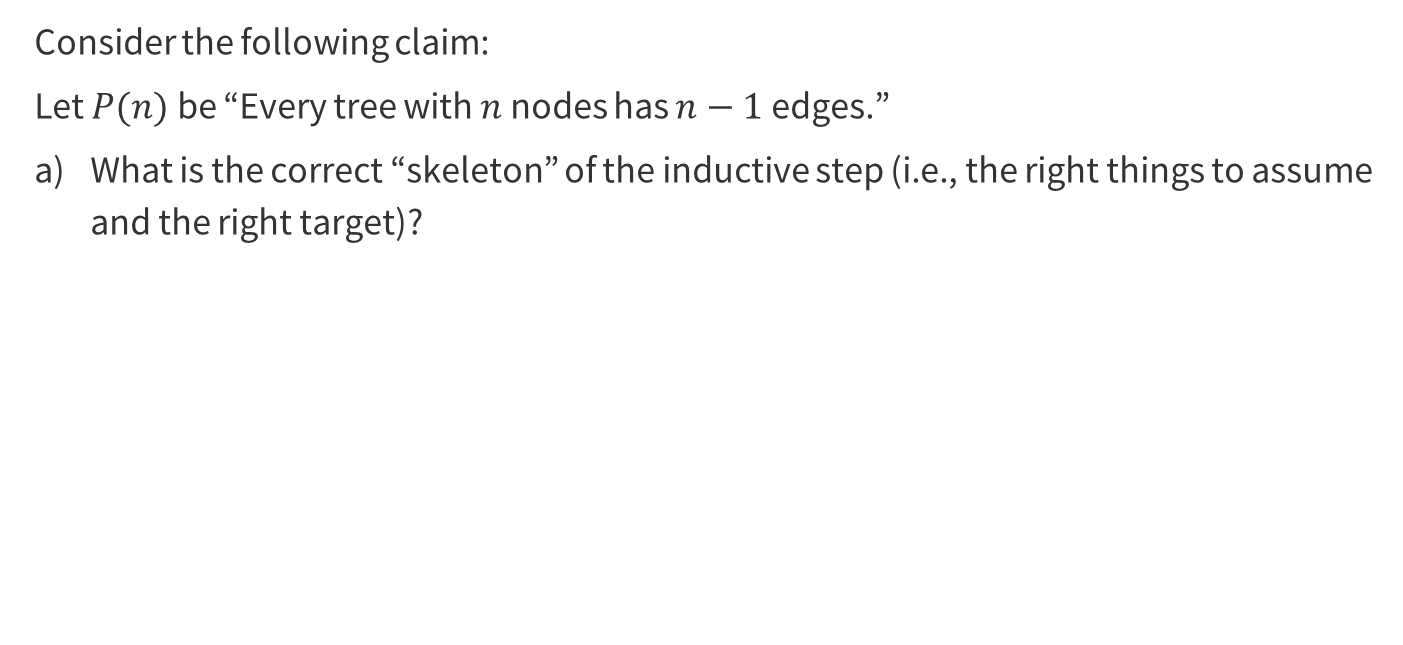 Consider the following claim:
Let P(n) be “Every tree with n nodes has n − 1 edges.”
a) What is the correct “skeleton” of the inductive step (i.e., the right things to assume
and the right target)?